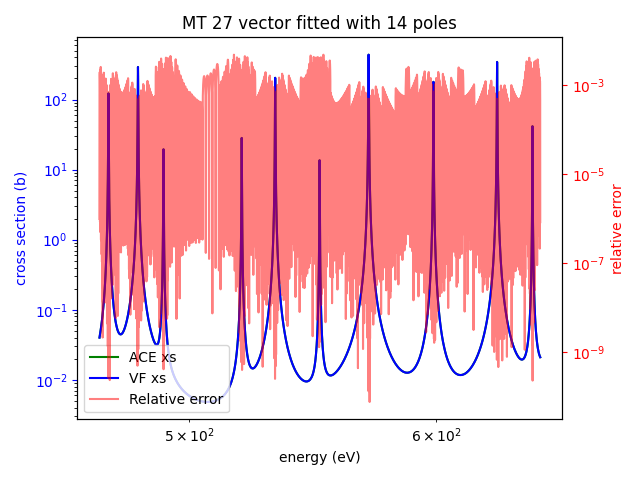 MT 27 vector fitted with 14 poles
cross section (b)
10²
10¹
10⁰
10⁻¹
10⁻²
10⁻³
10⁻⁵
10⁻⁷
10⁻⁹
relative error
ACE xs
VF xs
Relative error
5 × 10²
6 × 10²
energy (eV)